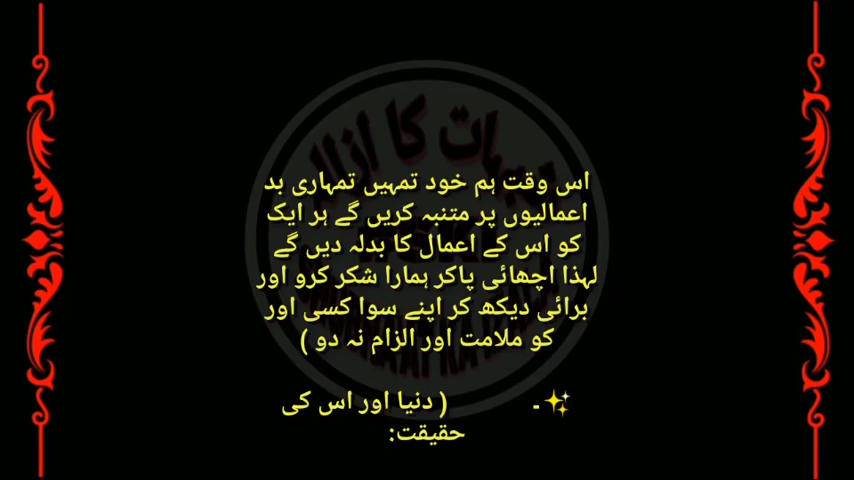 اس وقت ہم خود تمہیں تمہاری بد
اعمالیوں پر متنبہ کریں گے ہر ایک
کو اس کے اعمال کا بدلہ دیں گے
لہذا اچھائی پاکر ہمارا شکر کرو اور
برائی دیکھ کر اپنے سوا کسی اور
کو ملامت اور الزام نہ دو )
✨۔ ( دنیا اور اس کی
حقیقت: